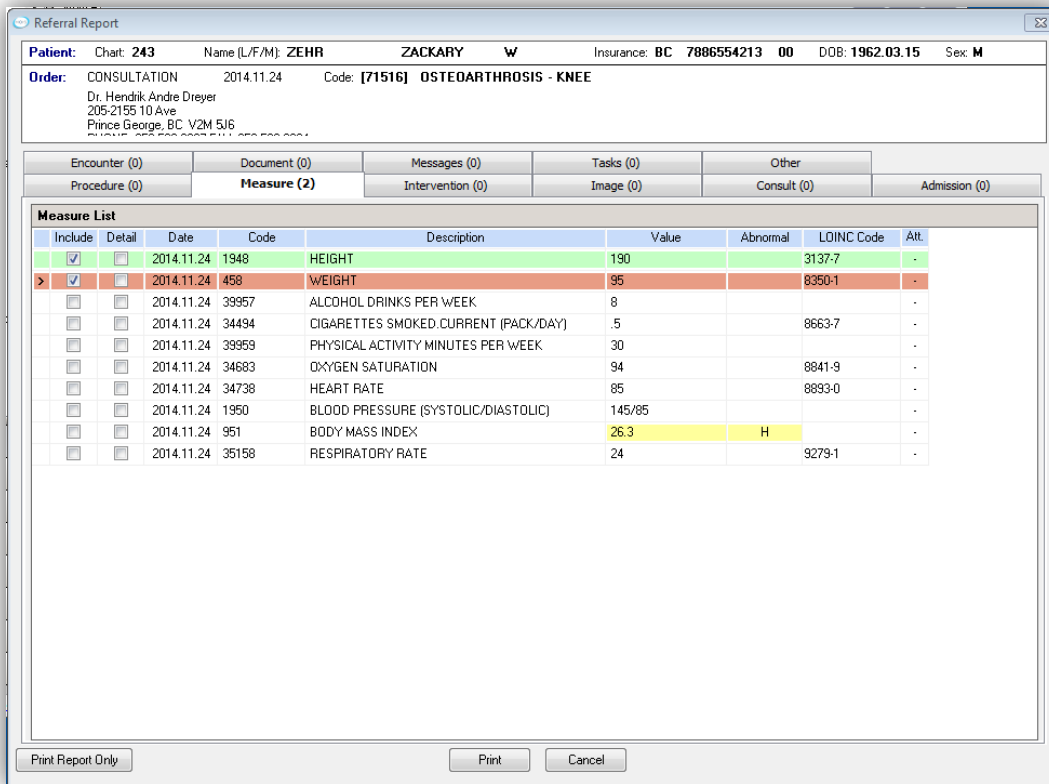 Referral Report
Patient: Chart: 243 Name (L/F/M): ZEHR ZACKARY W Insurance: BC 7886554213 00 DOB: 1962.03.15 Sex: M
Order: CONSULTATION 2014.11.24 Code: [71516] OSTEOARTHROSIS - KNEE
Dr. Hendrik Andre Dreyer
205-2155 10 Ave
Prince George, BC V2M 5J6
Encounter (0) Document (0) Messages (0) Tasks (0) Other
Procedure (0) Measure (2) Intervention (0) Image (0) Consult (0) Admission (0)
Measure List
Include Detail Date Code Description Value Abnormal LOINC Code Att.
2014.11.24 1948 HEIGHT 190 3137-7 -
> 2014.11.24 458 WEIGHT 95 8350-1 -
2014.11.24 39957 ALCOHOL DRINKS PER WEEK 8 -
2014.11.24 34494 CIGARETTES SMOKED.CURRENT (PACK/DAY) .5 8663-7 -
2014.11.24 39959 PHYSICAL ACTIVITY MINUTES PER WEEK 30 -
2014.11.24 34683 OXYGEN SATURATION 94 8841-9 -
2014.11.24 34738 HEART RATE 85 8893-0 -
2014.11.24 1950 BLOOD PRESSURE (SYSTOLIC/DIASTOLIC) 145/85 -
2014.11.24 951 BODY MASS INDEX 26.3 H -
2014.11.24 35158 RESPIRATORY RATE 24 9279-1 -
Print Report Only Print Cancel